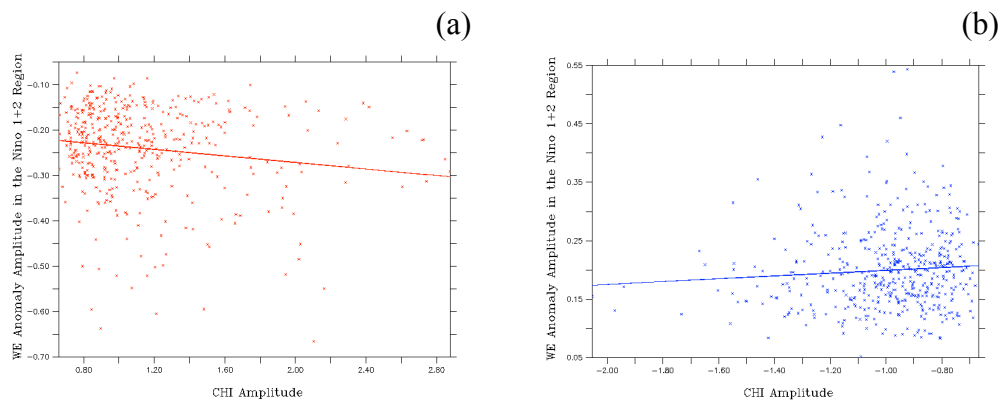 (a)
WE Anomaly Amplitude in the Nino 1+2 Region
-0.10
-0.20
-0.30
-0.40
-0.50
-0.60
-0.70
0.80 1.20 1.60 2.00 2.40 2.80
CHI Amplitude
(b)
WE Anomaly Amplitude in the Nino 1+2 Region
0.55
0.45
0.35
0.25
0.15
0.05
-2.00 -1.80 -1.60 -1.40 -1.20 -1.00 -0.80
CHI Amplitude